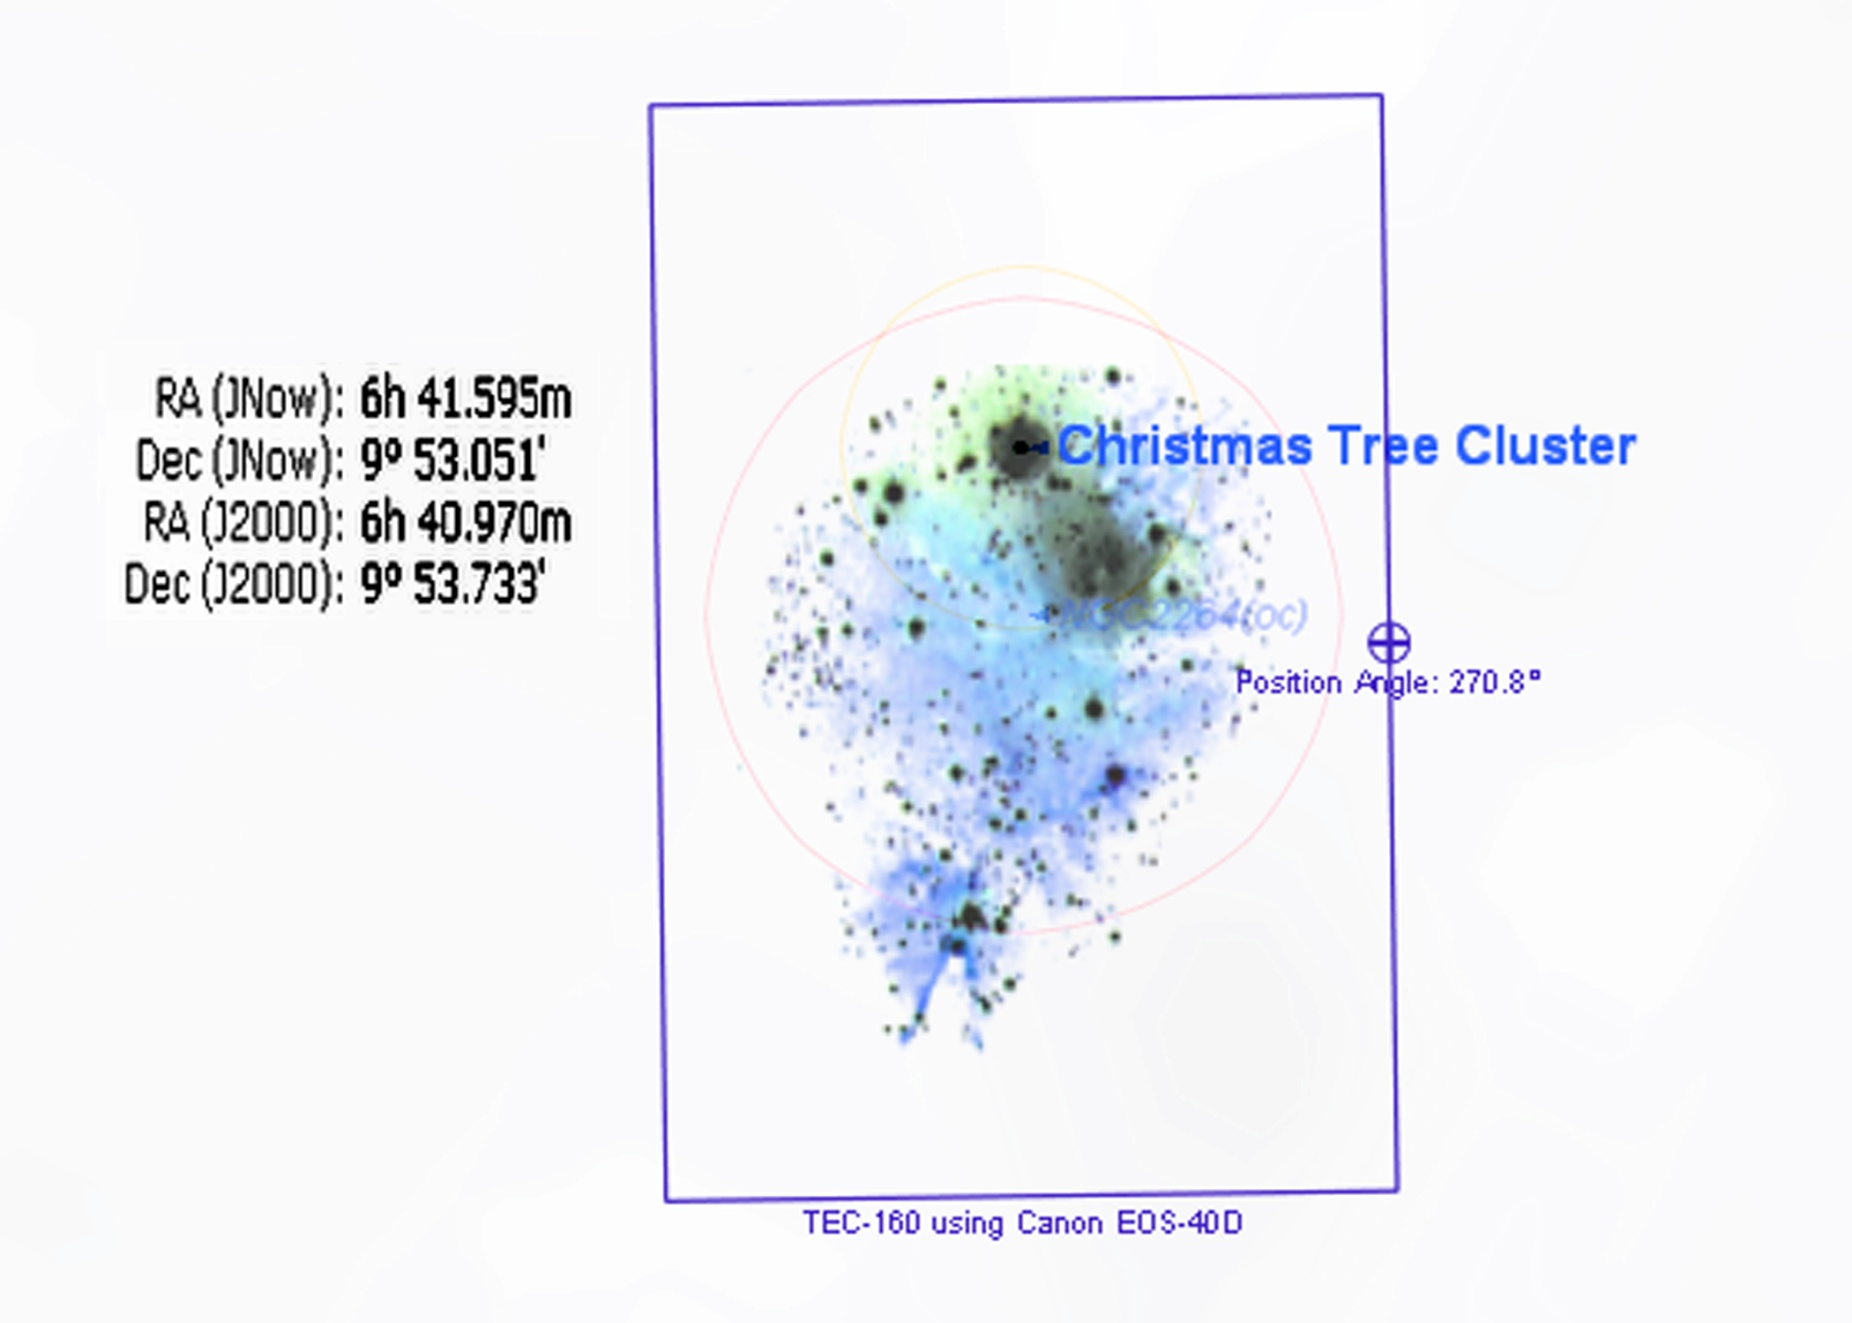 RA (JNow): 6h 41.595m
Dec (JNow): 9º 53.051'
RA (J2000): 6h 40.970m
Dec (J2000): 9º 53.733'
Christmas Tree Cluster
NGC2264(oc)
Position Angle: 270.8°
TEC-160 using Canon EOS-40D